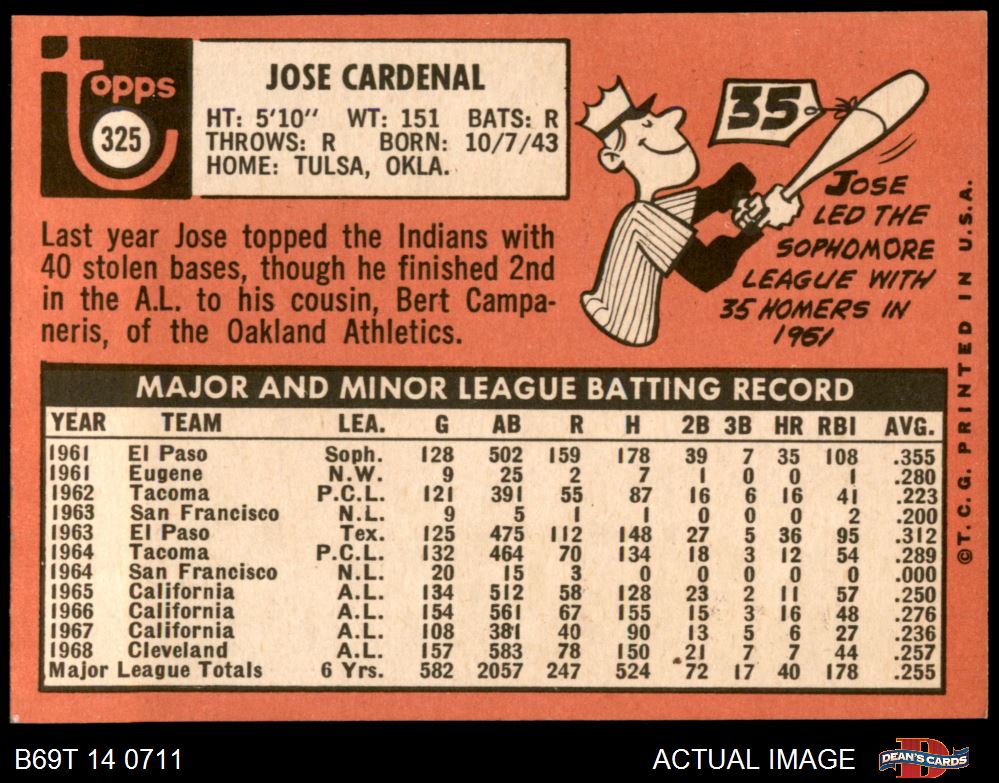 Topps
325
JOSE CARDENAL
HT: 5'10" WT: 151 BATS: R
THROWS: R BORN: 10/7/43
HOME: TULSA, OKLA.
Last year Jose topped the Indians with
40 stolen bases, though he finished 2nd
in the A.L. to his cousin, Bert Campa-
neris, of the Oakland Athletics.
35
JOSE
LED THE
SOPHOMORE
LEAGUE WITH
35 HOMERS IN
1961
MAJOR AND MINOR LEAGUE BATTING RECORD
YEAR TEAM LEA. G AB R H 2B 3B HR RBI AVG.
1961 El Paso Soph. 128 502 159 178 39 7 35 108 .355
1961 Eugene N.W. 9 25 2 7 1 0 0 1 .280
1962 Tacoma P.C.L. 121 391 55 87 16 6 16 41 .223
1963 San Francisco N.L. 9 5 1 1 0 0 0 2 .200
1963 El Paso Tex. 125 475 112 148 27 5 36 95 .312
1964 Tacoma P.C.L. 132 464 70 134 18 3 12 54 .289
1964 San Francisco N.L. 20 15 3 0 0 0 0 0 .000
1965 California A.L. 134 512 58 128 23 2 11 57 .250
1966 California A.L. 154 561 67 155 15 3 16 48 .276
1967 California A.L. 108 381 40 90 13 5 6 27 .236
1968 Cleveland A.L. 157 583 78 150 21 7 7 44 .257
Major League Totals 6 Yrs. 582 2057 247 524 72 17 40 178 .255
©T.C.G. PRINTED IN U.S.A.
B69T 14 0711
ACTUAL IMAGE
DEAN'S CARDS